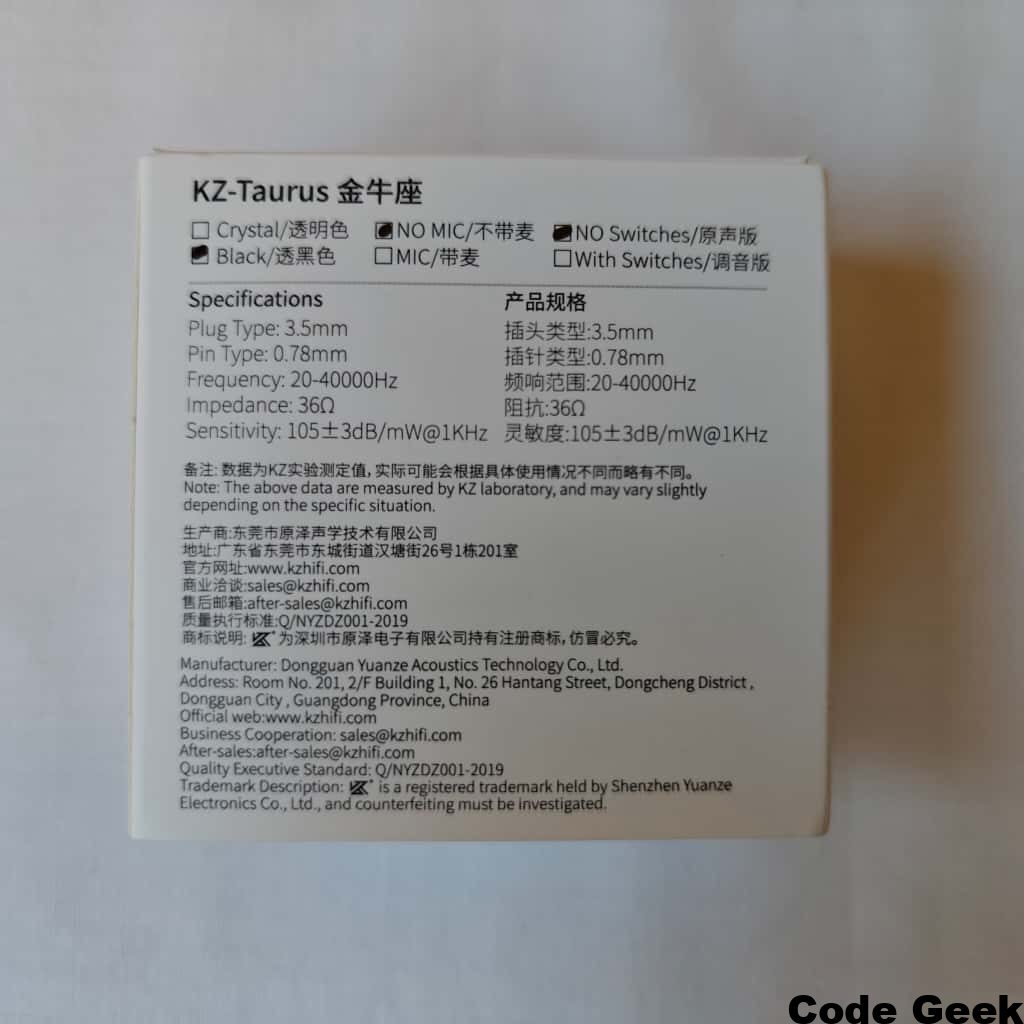 KZ-Taurus 金牛座
Crystal/透明色 NO MIC/不带麦 NO Switches/原声版
Black/透黑色 MIC/带麦 With Switches/调音版
Specifications 产品规格
Plug Type: 3.5mm 插头类型:3.5mm
Pin Type: 0.78mm 插针类型:0.78mm
Frequency: 20-40000Hz 频响范围:20-40000Hz
Impedance: 36Ω 阻抗:36Ω
Sensitivity: 105±3dB/mW@1KHz 灵敏度:105±3dB/mW@1KHz
备注: 数据为KZ实验测定值，实际可能会根据具体使用情况不同而略有不同。
Note: The above data are measured by KZ laboratory, and may vary slightly
depending on the specific situation.
生产商:东莞市原泽声学技术有限公司
地址:广东省东莞市东城街道汉塘街26号1栋201室
官方网址:www.kzhifi.com
商业洽谈:sales@kzhifi.com
售后邮箱:after-sales@kzhifi.com
质量执行标准:Q/NYZDZ001-2019
商标说明: KZ 为深圳市原泽电子有限公司持有注册商标，仿冒必究。
Manufacturer: Dongguan Yuanze Acoustics Technology Co., Ltd.
Address: Room No. 201, 2/F Building 1, No. 26 Hantang Street, Dongcheng District ,
Dongguan City , Guangdong Province, China
Official web:www.kzhifi.com
Business Cooperation: sales@kzhifi.com
After-sales:after-sales@kzhifi.com
Quality Executive Standard: Q/NYZDZ001-2019
Trademark Description: KZ is a registered trademark held by Shenzhen Yuanze
Electronics Co., Ltd., and counterfeiting must be investigated.
Code Geek